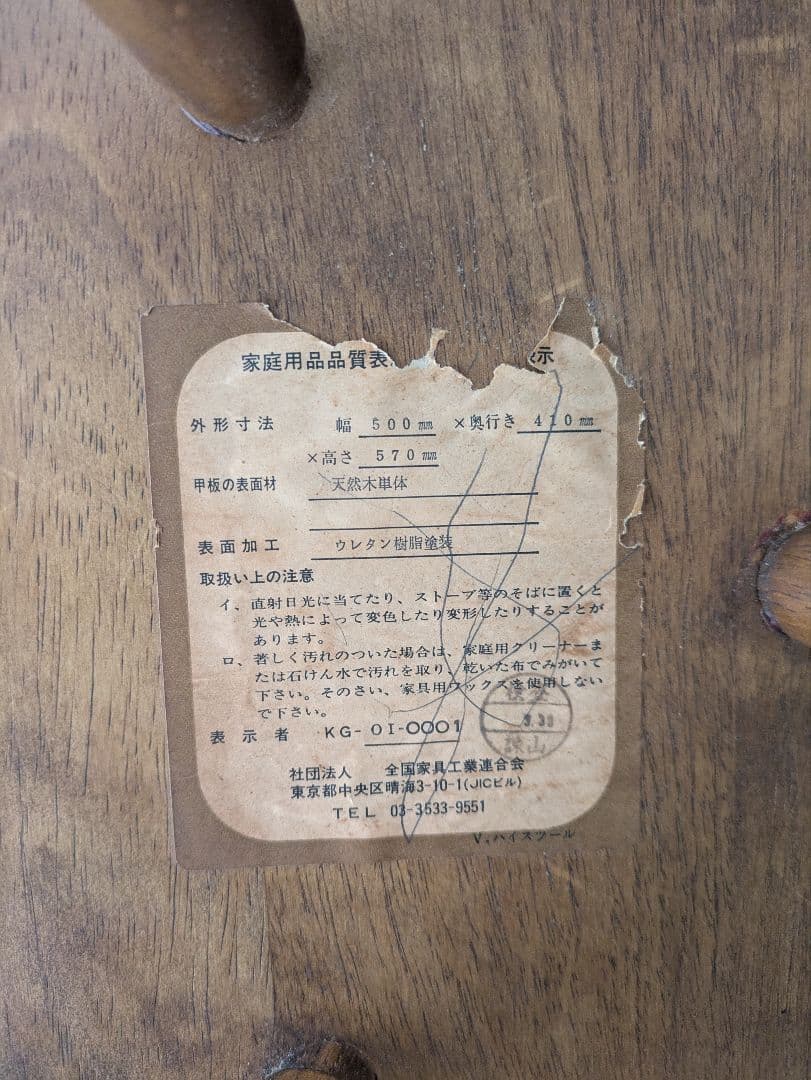 家庭用品品質表
示
外形寸法 幅 500㎜ ×奥行き 410㎜
×高さ 570㎜
甲板の表面材 天然木単体
表面加工 ウレタン樹脂塗装
取扱い上の注意
イ、直射日光に当てたり、ストーブ等のそばに置くと
光や熱によって変色したり変形したりすることが
あります。
ロ、著しく汚れのついた場合は、家庭用クリーナーま
たは石けん水で汚れを取り、乾いた布でみがいて
下さい。そのさい、家具用ワックスを使用しない
で下さい。
表示者 KG-OI-0001
社団法人 全国家具工業連合会
東京都中央区晴海3-10-1(JICビル)
TEL 03-3533-9551
V.ハイスツール